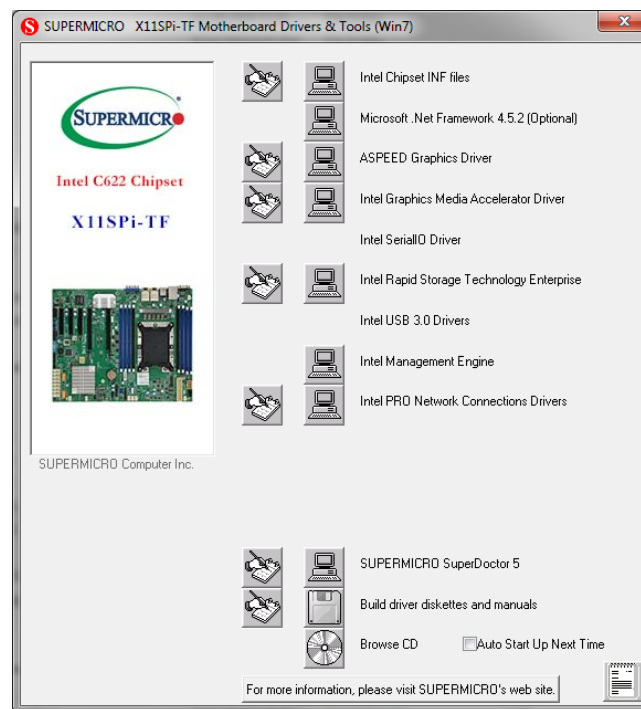 SUPERMICRO X11SPi-TF Motherboard Drivers & Tools (Win7)
SUPERMICRO
Intel C622 Chipset
X11SPi-TF
SUPERMICRO Computer Inc.
Intel Chipset INF files
Microsoft .Net Framework 4.5.2 (Optional)
ASPEED Graphics Driver
Intel Graphics Media Accelerator Driver
Intel SerialIO Driver
Intel Rapid Storage Technology Enterprise
Intel USB 3.0 Drivers
Intel Management Engine
Intel PRO Network Connections Drivers
SUPERMICRO SuperDoctor 5
Build driver diskettes and manuals
Browse CD
Auto Start Up Next Time
For more information, please visit SUPERMICRO's web site.